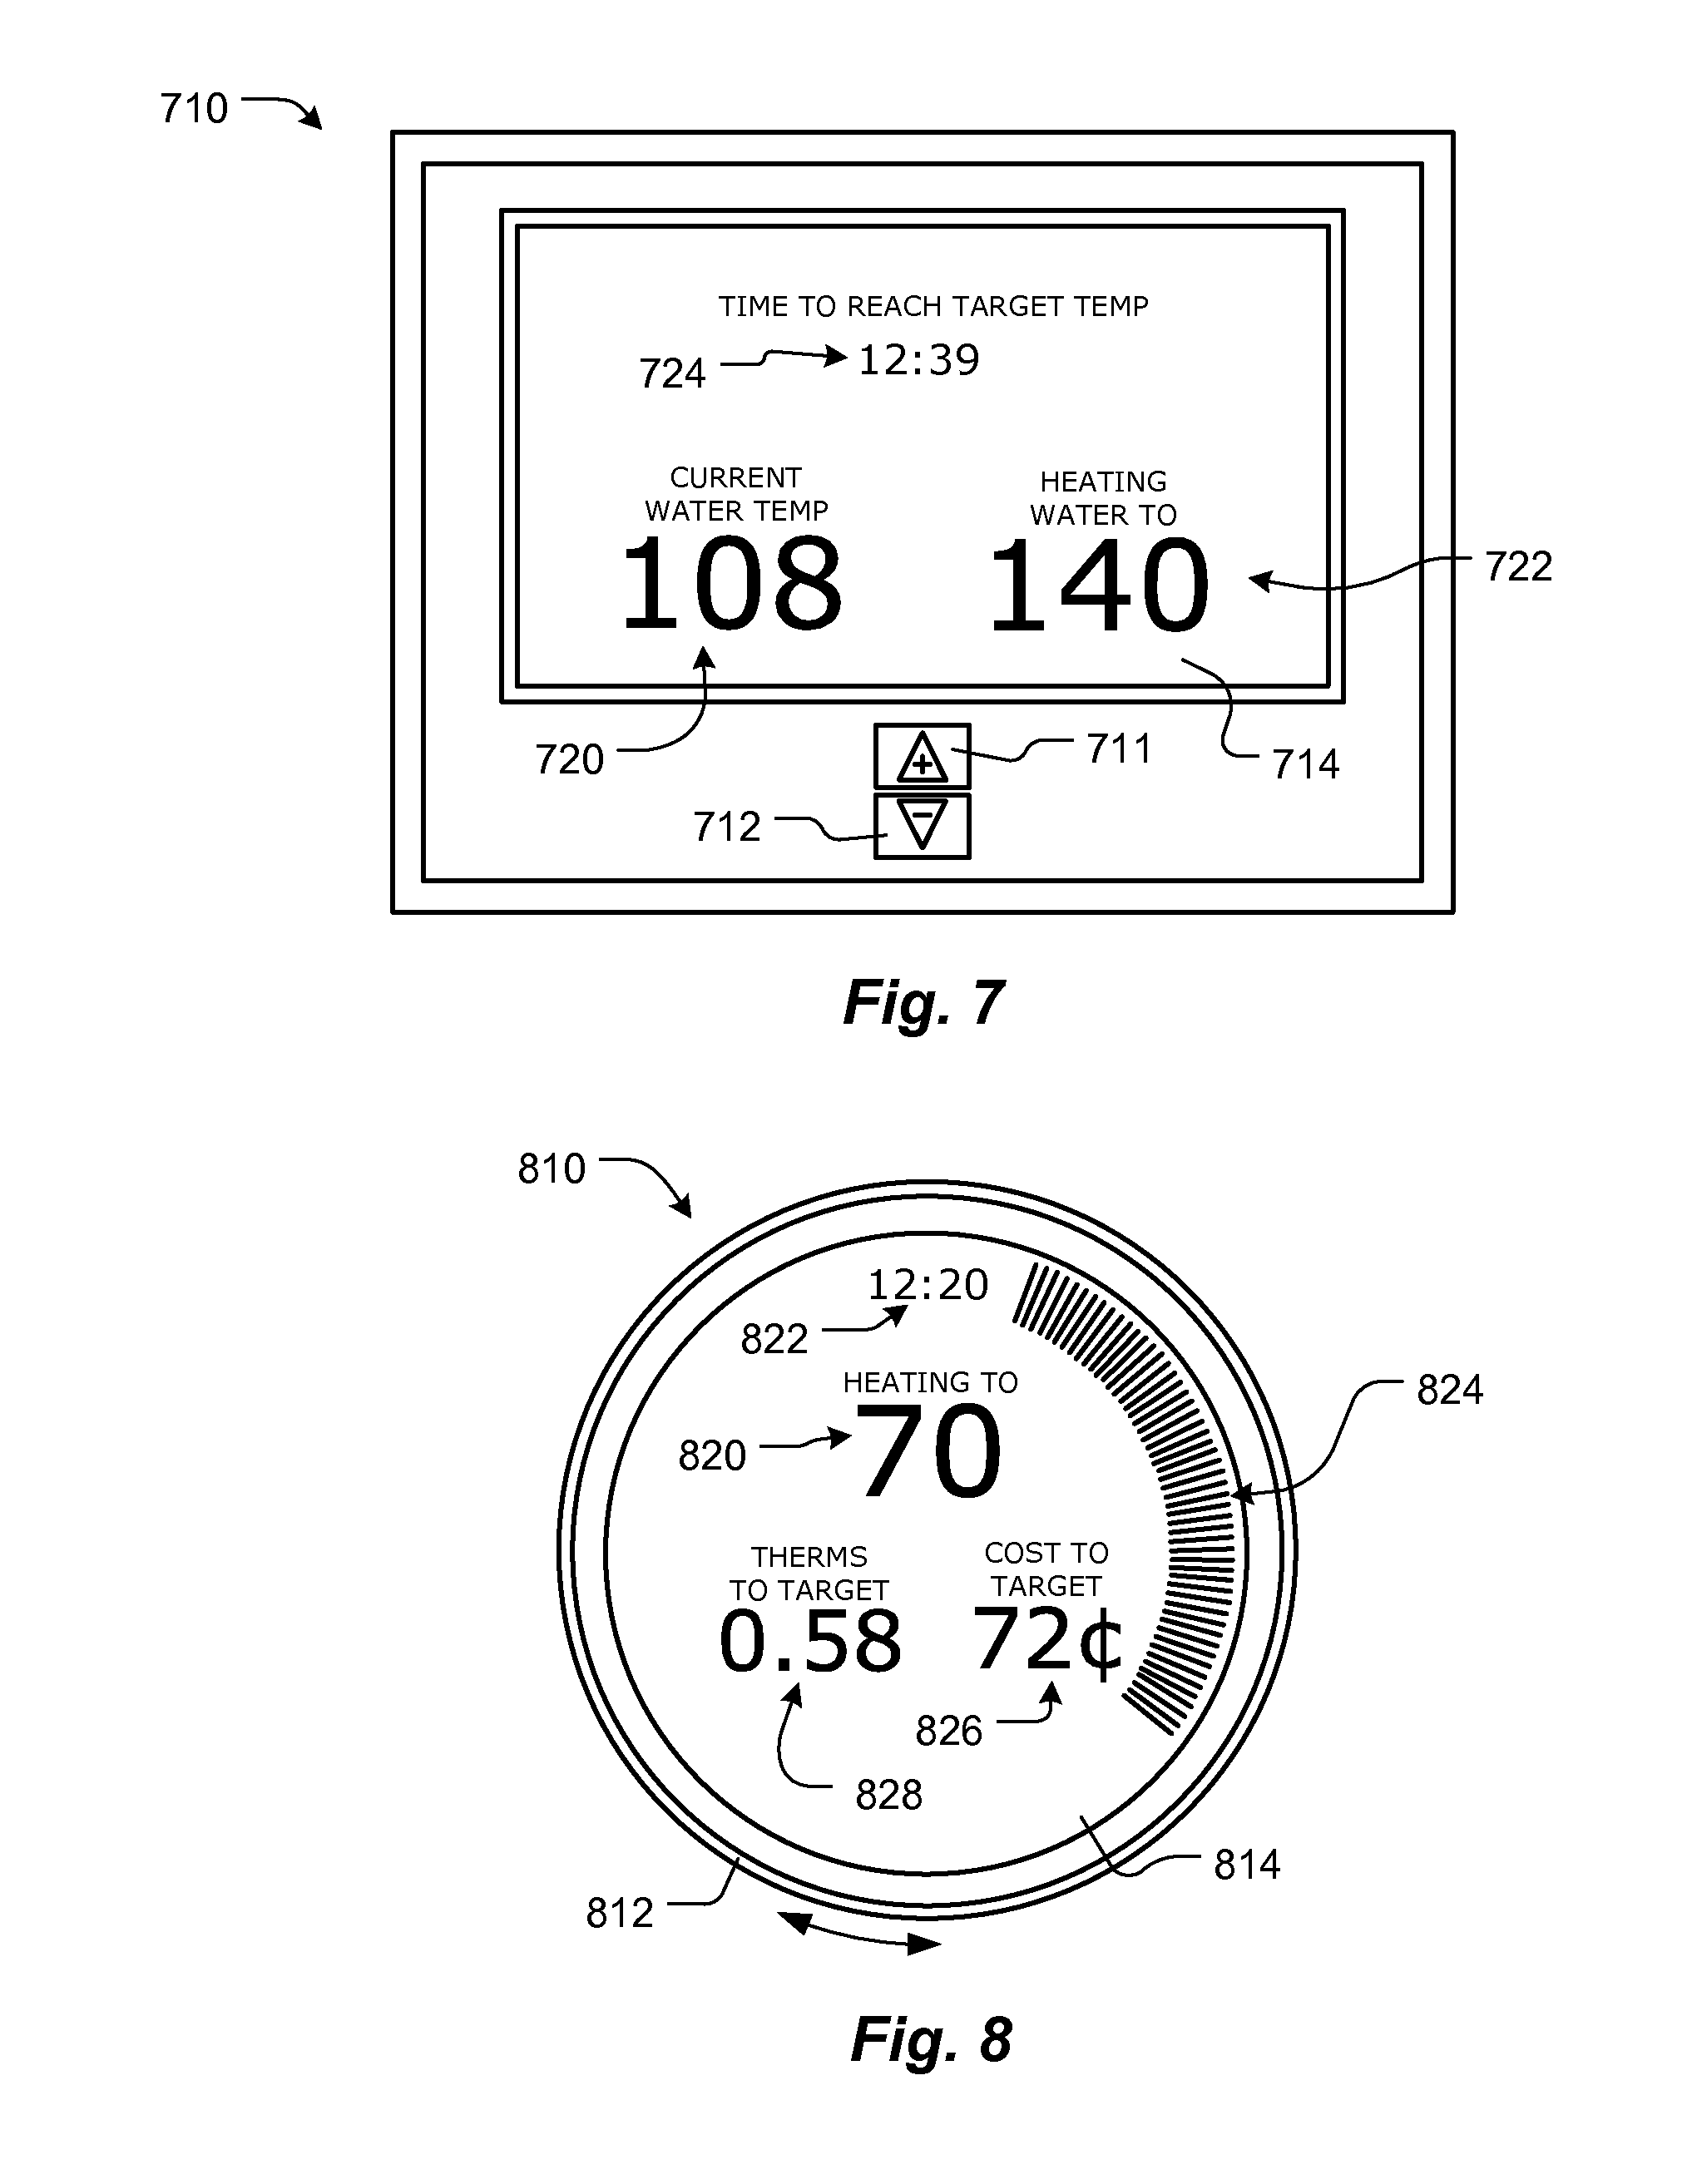 710
TIME TO REACH TARGET TEMP
724 12:39
CURRENT
WATER TEMP
108
HEATING
WATER TO
140
722
720
+
711
714
712
−
Fig. 7
810
12:20
822
HEATING TO
824
820 70
THERMS
TO TARGET
0.58
COST TO
TARGET
72¢
826
828
814
812
Fig. 8